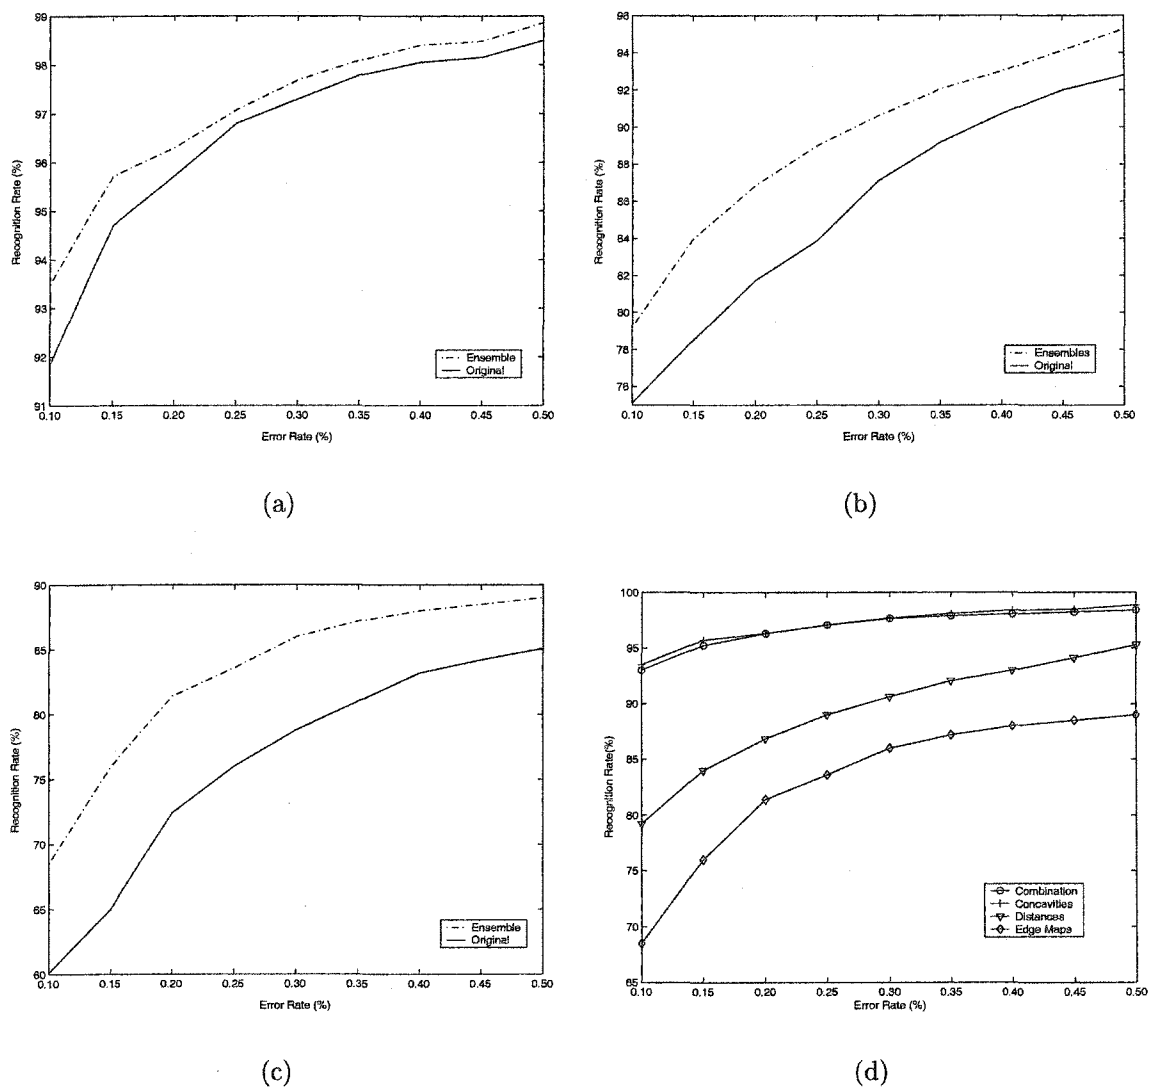 99
98
97
96
95
94
93
92
91
Recognition Rate (%)
0.10 0.15 0.20 0.25 0.30 0.35 0.40 0.45 0.50
Error Rate (%)
Ensemble
Original
(a)
96
94
92
90
88
86
84
82
80
78
76
Recognition Rate (%)
0.10 0.15 0.20 0.25 0.30 0.35 0.40 0.45 0.50
Error Rate (%)
Ensembles
Original
(b)
90
85
80
75
70
65
60
Recognition Rate (%)
0.10 0.15 0.20 0.25 0.30 0.35 0.40 0.45 0.50
Error Rate (%)
Ensemble
Original
(c)
100
95
90
85
80
75
70
65
Recognition Rate(%)
0.10 0.15 0.20 0.25 0.30 0.35 0.40 0.45 0.50
Error Rate (%)
Combination
Concavities
Distances
Edge Maps
(d)